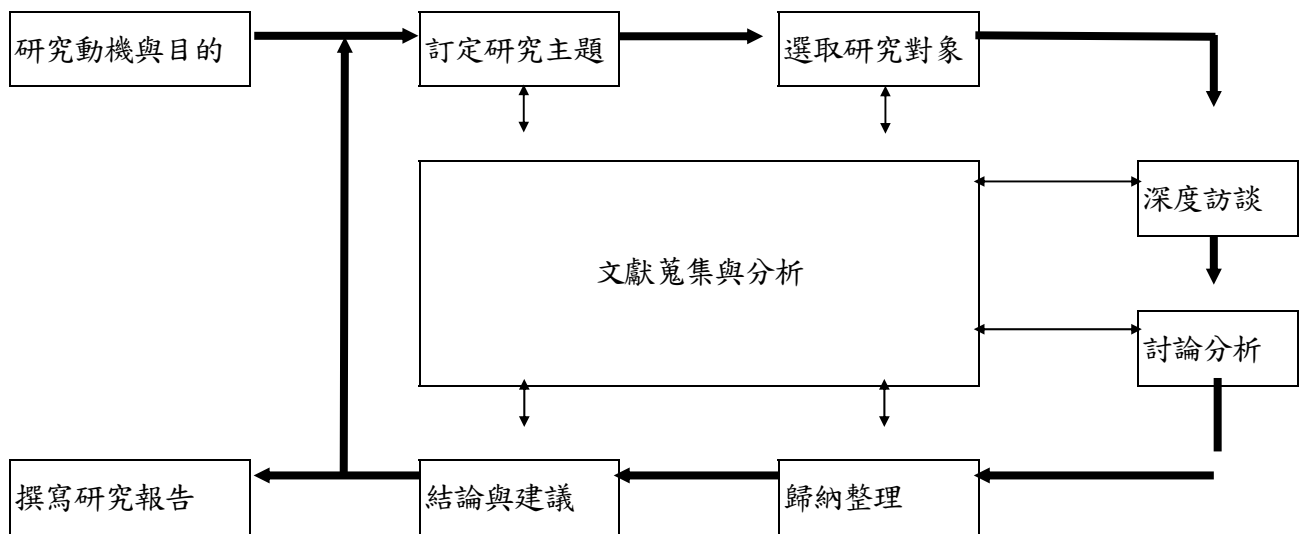 研究動機與目的
訂定研究主題
選取研究對象
深度訪談
文獻蒐集與分析
討論分析
撰寫研究報告
結論與建議
歸納整理